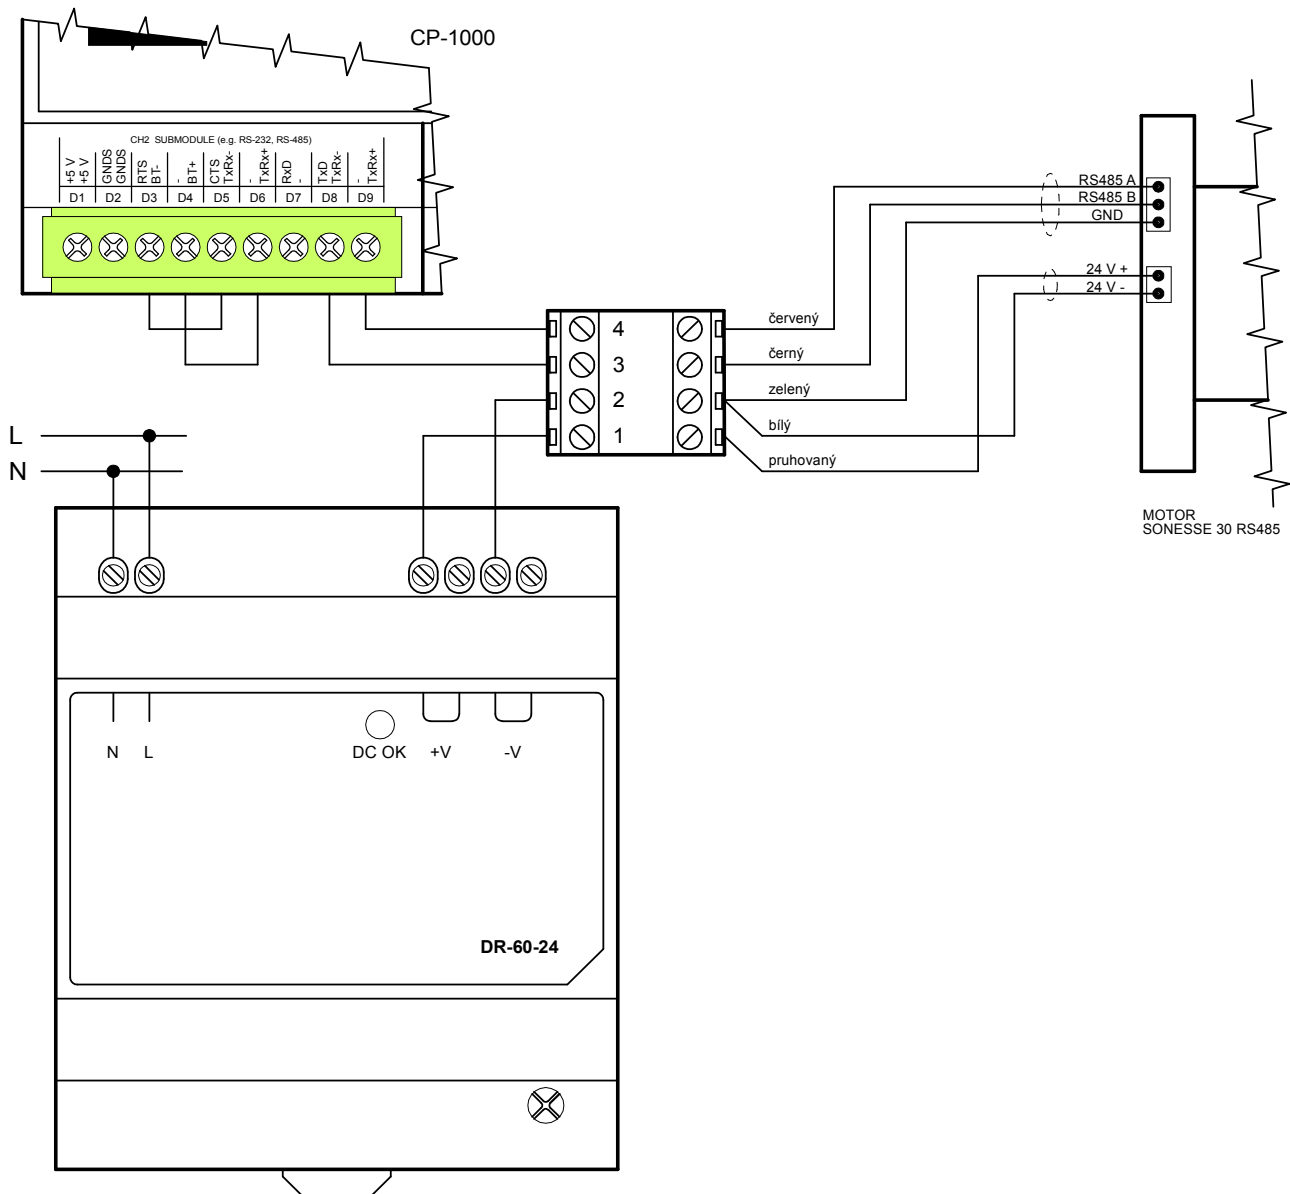 CP-1000
CH2 SUBMODULE (e.g. RS-232, RS-485)
+5 V
+5 V
GNDS
GNDS
RTS
BT-
-
BT+
CTS
TxRx-
-
TxRx+
RxD
-
TxD
TxRx-
-
TxRx+
D1 D2 D3 D4 D5 D6 D7 D8 D9
RS485 A
RS485 B
GND
24 V +
24 V -
4
3
2
1
červený
černý
zelený
bílý
pruhovaný
L
N
MOTOR
SONESSE 30 RS485
N L DC OK +V -V
DR-60-24